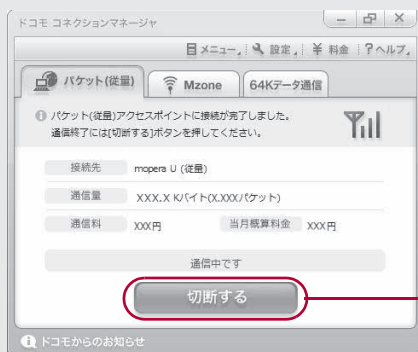 ドコモ コネクションマネージャ
メニュー 設定 ¥ 料金 ?ヘルプ
パケット(従量) Mzone 64Kデータ通信
パケット(従量)アクセスポイントに接続が完了しました。
通信終了には[切断する]ボタンを押してください。
接続先 mopera U (従量)
通信量 XXX.X Kバイト(X,XXXパケット)
通信料 XXX円 当月概算料金 XXX円
通信中です
切断する
ドコモからのお知らせ